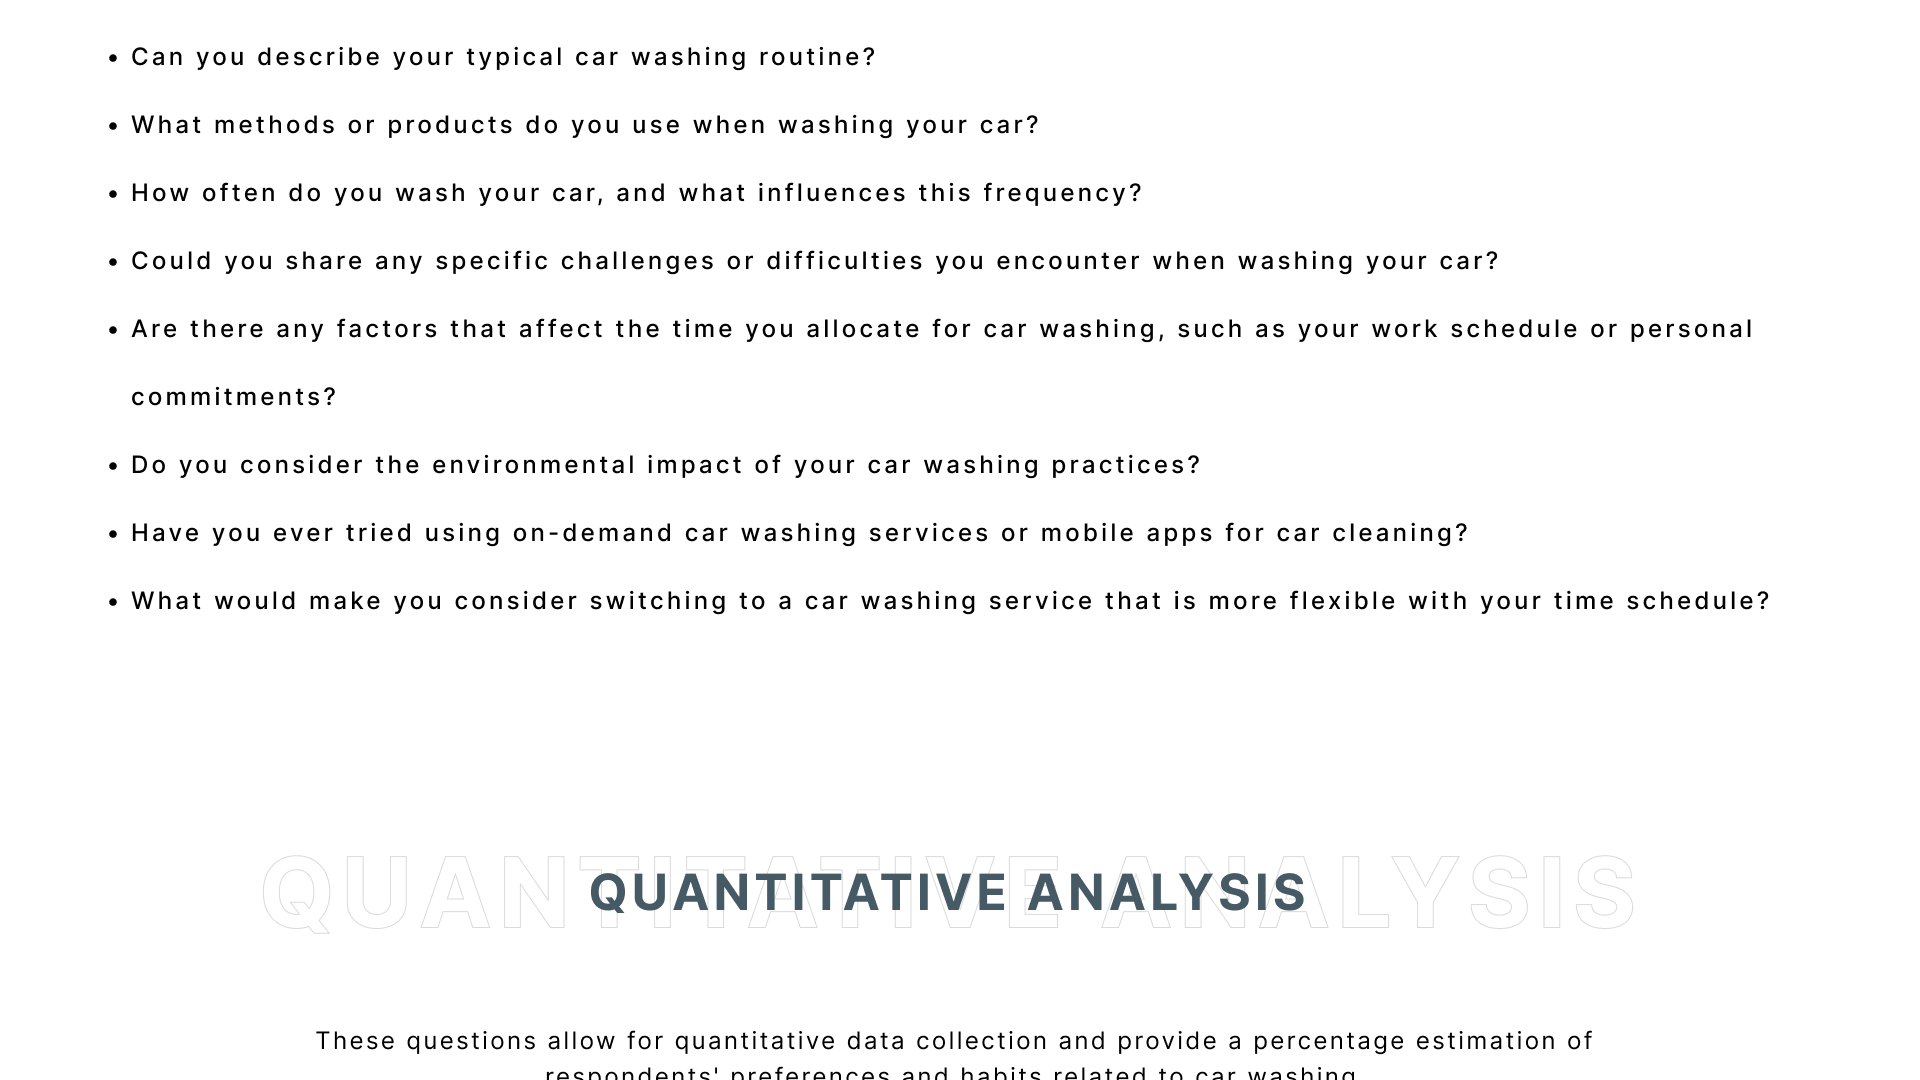 • Can you describe your typical car washing routine?
• What methods or products do you use when washing your car?
• How often do you wash your car, and what influences this frequency?
• Could you share any specific challenges or difficulties you encounter when washing your car?
• Are there any factors that affect the time you allocate for car washing, such as your work schedule or personal
commitments?
• Do you consider the environmental impact of your car washing practices?
• Have you ever tried using on-demand car washing services or mobile apps for car cleaning?
• What would make you consider switching to a car washing service that is more flexible with your time schedule?
QUANTITATIVE ANALYSIS
QUANTITATIVE ANALYSIS
These questions allow for quantitative data collection and provide a percentage estimation of
respondents' preferences and habits related to car washing